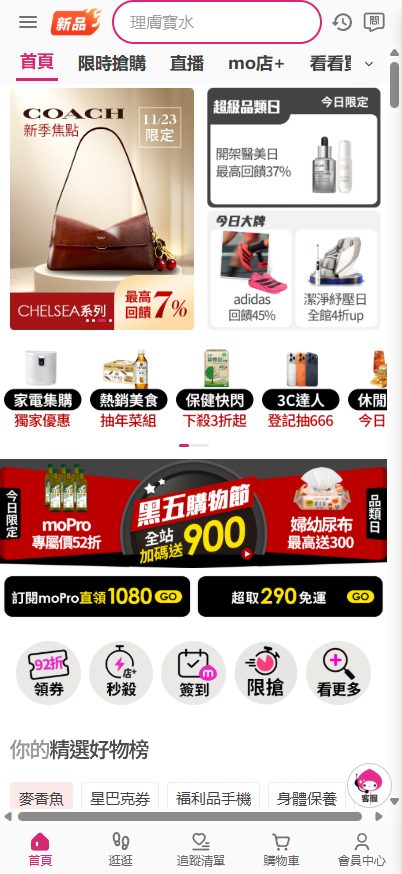 新品
理膚寶水
問
首頁 限時搶購 直播 mo店+ 看看買
COACH
新季焦點
11/23
限定
CHELSEA系列
最高
回饋7%
超級品類日 今日限定
開架醫美日
最高回饋37%
今日大牌
adidas
回饋45%
潔淨紓壓日
全館4折up
家電集購 熱銷美食 保健快閃 3C達人 休閒
獨家優惠 抽年菜組 下殺3折起 登記抽666 今日
今日限定
moPro
專屬價52折
黑五購物節
全站
加碼送900
婦幼尿布
最高送300
品類日
訂閱moPro直領1080 GO
超取290免運 GO
92折
領券
店+
秒殺
m
簽到
限搶
看更多
你的精選好物榜
客服
麥香魚 星巴克券 福利品手機 身體保養
首頁 逛逛 追蹤清單 購物車 會員中心